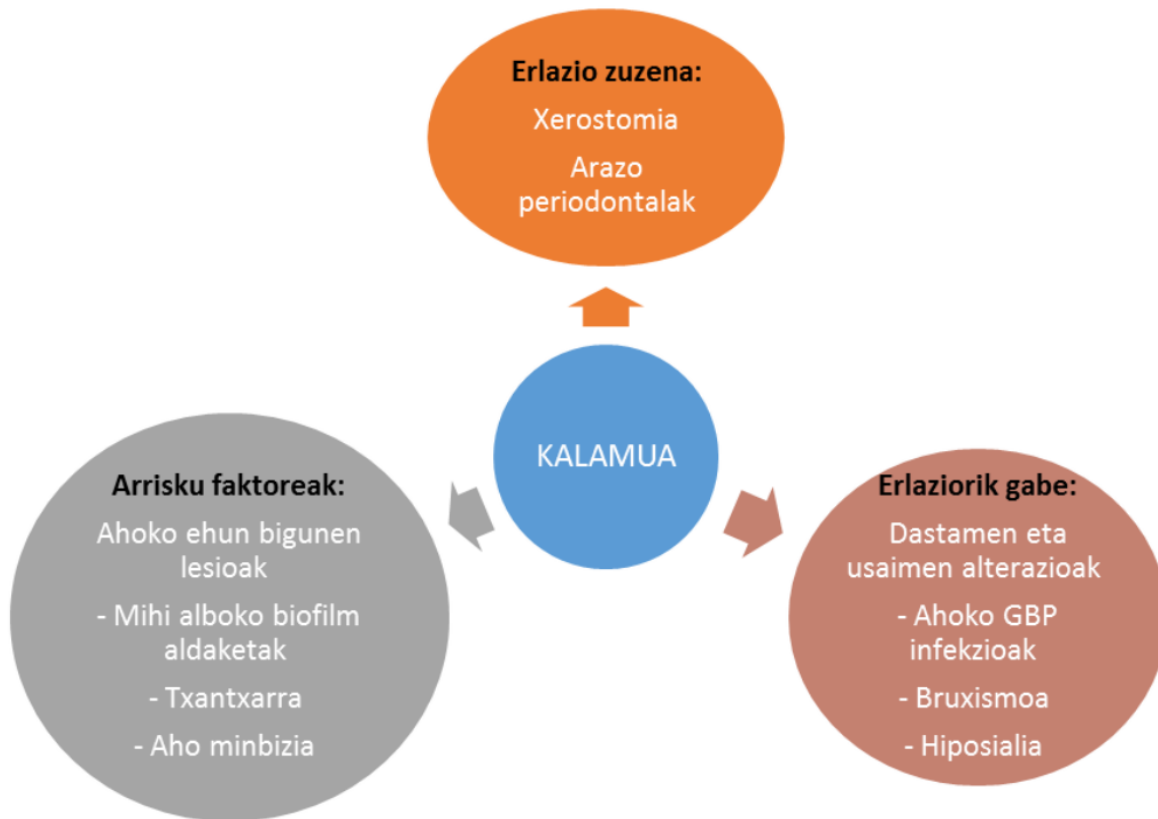 Erlazio zuzena:
Xerostomia
Arazo
periodontalak
KALAMUA
Arrisku faktoreak:
Ahoko ehun bigunen
lesioak
- Mihi alboko biofilm
aldaketak
- Txantxarra
- Aho minbizia
Erlaziorik gabe:
Dastamen eta
usaimen alterazioak
- Ahoko GBP
infekzioak
- Bruxismoa
- Hiposialia